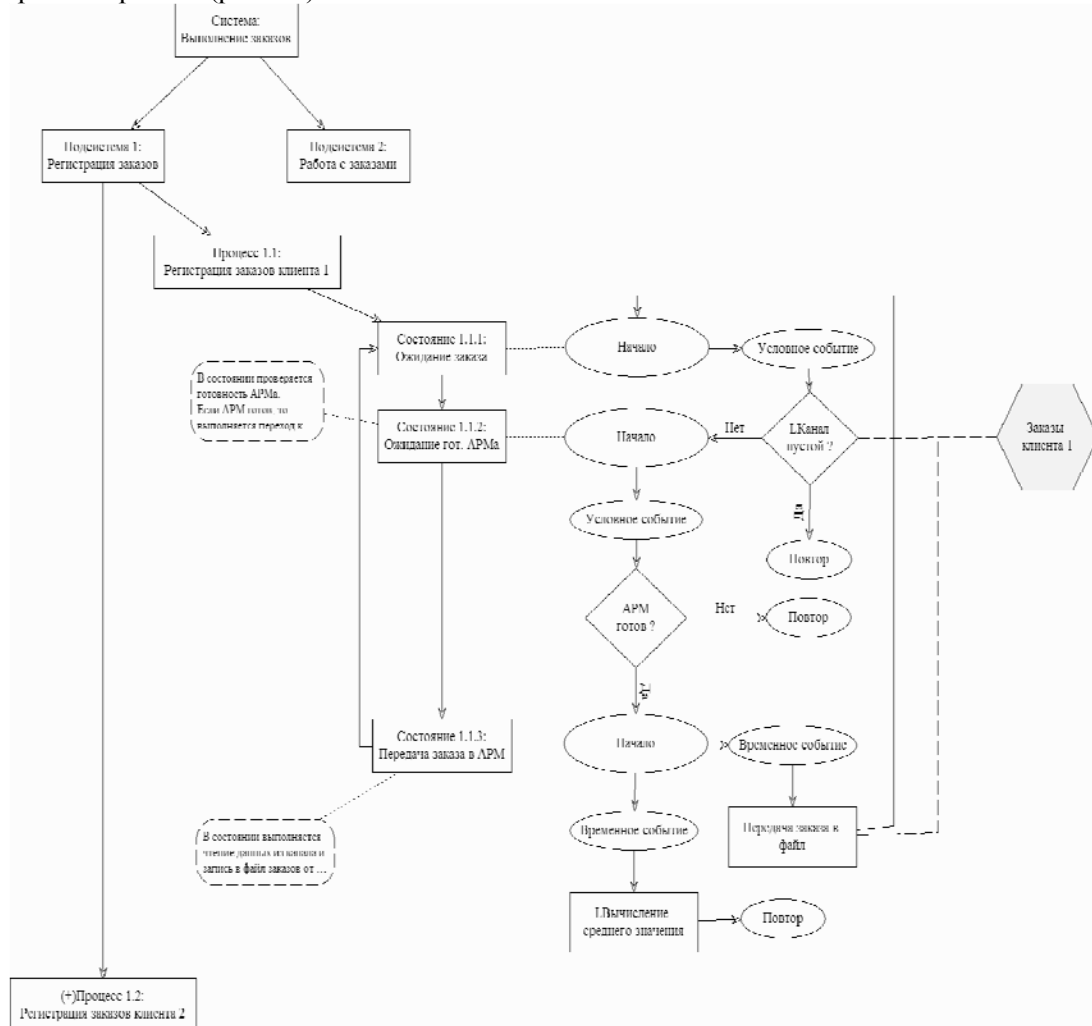 Система:
Выполнение заказов
Подсистема 1:
Регистрация заказов
Подсистема 2:
Работа с заказами
Процесс 1.1:
Регистрация заказов клиента 1
Состояние 1.1.1:
Ожидание заказа
Начало
Условное событие
В состоянии проверяется
готовность АРМа.
Если АРМ готов, то
выполняется переход к
Состояние 1.1.2:
Ожидание гот. АРМа
Начало
Нет
LКанал
пустой ?
Заказы
клиента 1
Да
Условное событие
Повтор
АРМ
готов ?
Нет
Повтор
Да
Состояние 1.1.3:
Передача заказа в АРМ
Начало
Временное событие
В состоянии выполняется
чтение данных из канала и
запись в файл заказов от ...
Временное событие
Передача заказа в
файл
LВычисление
среднего значения
Повтор
(+)Процесс 1.2:
Регистрация заказов клиента 2